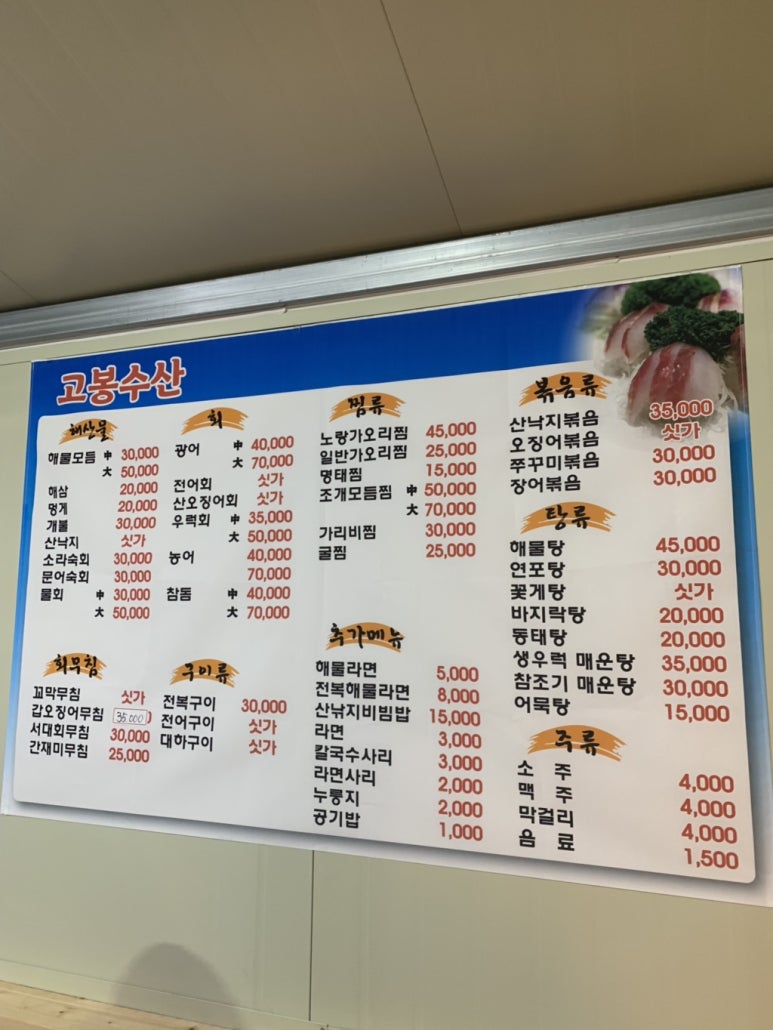 고봉수산
해산물
해물모듬 中 30,000
大 50,000
해삼 20,000
멍게 20,000
개불 30,000
산낙지 싯가
소라숙회 30,000
문어숙회 30,000
물회 中 30,000
大 50,000
회
광어 中 40,000
大 70,000
전어회 싯가
산오징어회 싯가
우럭회 中 35,000
大 50,000
농어 40,000
70,000
참돔 中 40,000
大 70,000
찜류
노랑가오리찜 45,000
일반가오리찜 25,000
명태찜 15,000
조개모듬찜 中 50,000
大 70,000
가리비찜 30,000
굴찜 25,000
볶음류
산낙지볶음 35,000
오징어볶음 싯가
쭈꾸미볶음 30,000
장어볶음 30,000
탕류
해물탕 45,000
연포탕 30,000
꽃게탕 싯가
바지락탕 20,000
동태탕 20,000
생우럭 매운탕 35,000
참조기 매운탕 30,000
어묵탕 15,000
회무침
꼬막무침 싯가
갑오징어무침 35.000
서대회무침 30,000
간재미무침 25,000
구이류
전복구이 30,000
전어구이 싯가
대하구이 싯가
추가메뉴
해물라면 5,000
전복해물라면 8,000
산낚지비빔밥 15,000
라면 3,000
칼국수사리 3,000
라면사리 2,000
누룽지 2,000
공기밥 1,000
주류
소 주 4,000
맥 주 4,000
막걸리 4,000
음 료 1,500